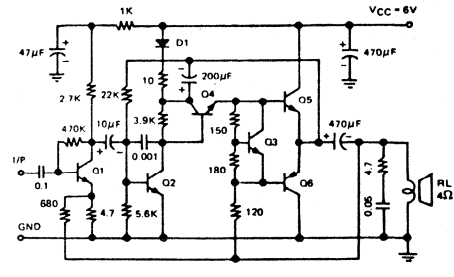 1K
VCC = 6V
47µF
D1
470µF
10
200µF
2.7K
22K
Q4
Q5
10µF
3.9K
150
470µF
470K
Q3
I/P
0.001
180
4.7
RL
4Ω
0.1
Q1
Q2
Q6
680
4.7
5.6K
120
0.05
GND